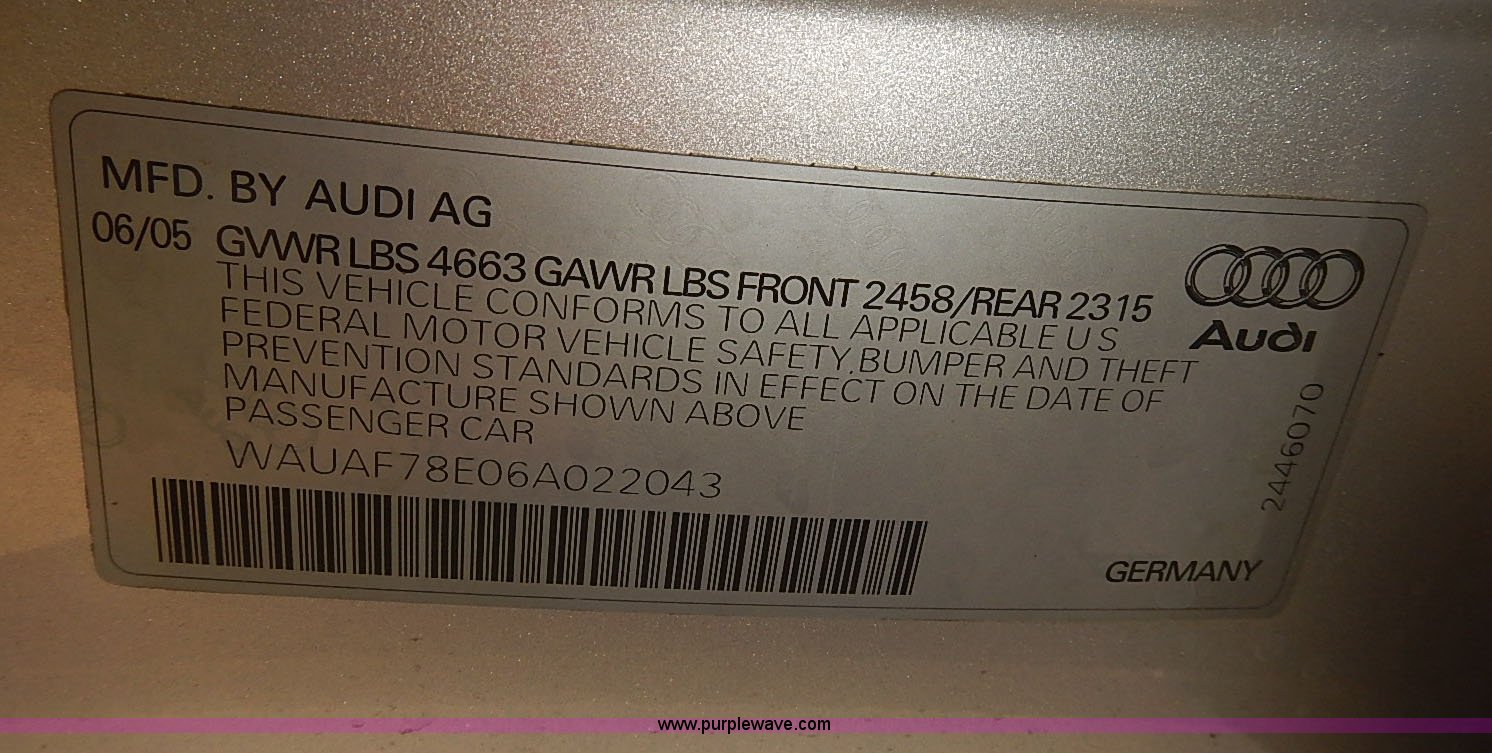 MFD. BY AUDI AG
06/05 GVWR LBS 4663 GAWR LBS FRONT 2458/REAR 2315
THIS VEHICLE CONFORMS TO ALL APPLICABLE U S
FEDERAL MOTOR VEHICLE SAFETY, BUMPER AND THEFT
PREVENTION STANDARDS IN EFFECT ON THE DATE OF
MANUFACTURE SHOWN ABOVE
PASSENGER CAR
WAUAF78E06A022043
Audi
2446070
GERMANY
www.purplewave.com